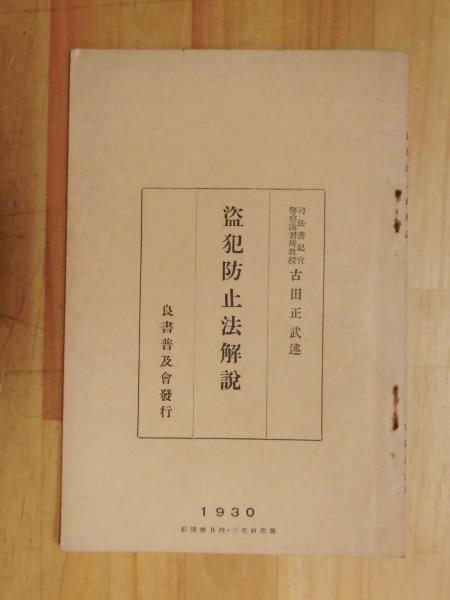 司法書記官
警察講習所教授
古田正武述
盜犯防止法解說
良書普及會發行
1930